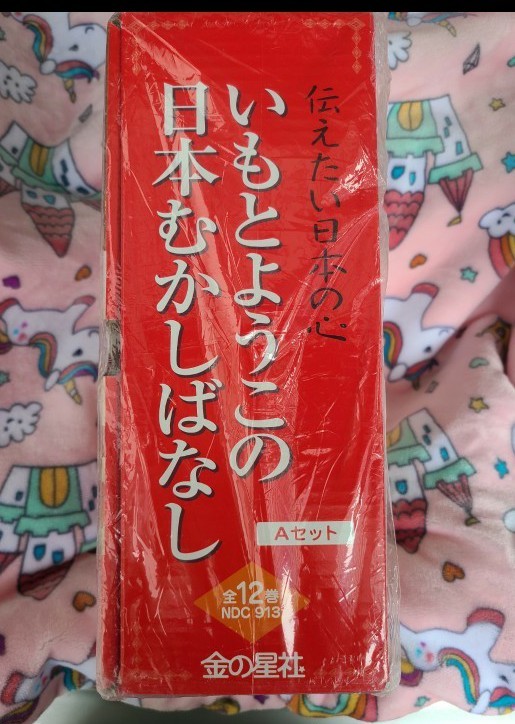 伝えたい日本の心
いもとようこの
日本むかしばなし
Aセット
全12巻
NDC 913
金の星社